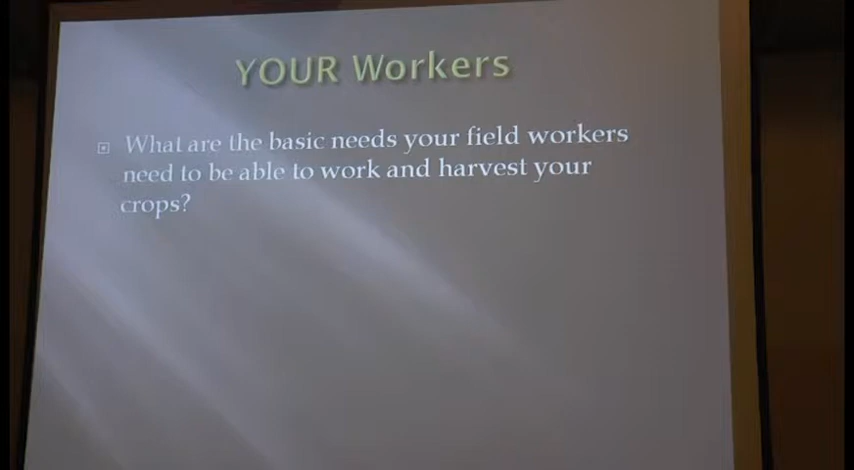 YOUR Workers
What are the basic needs your field workers
need to be able to work and harvest your
crops?